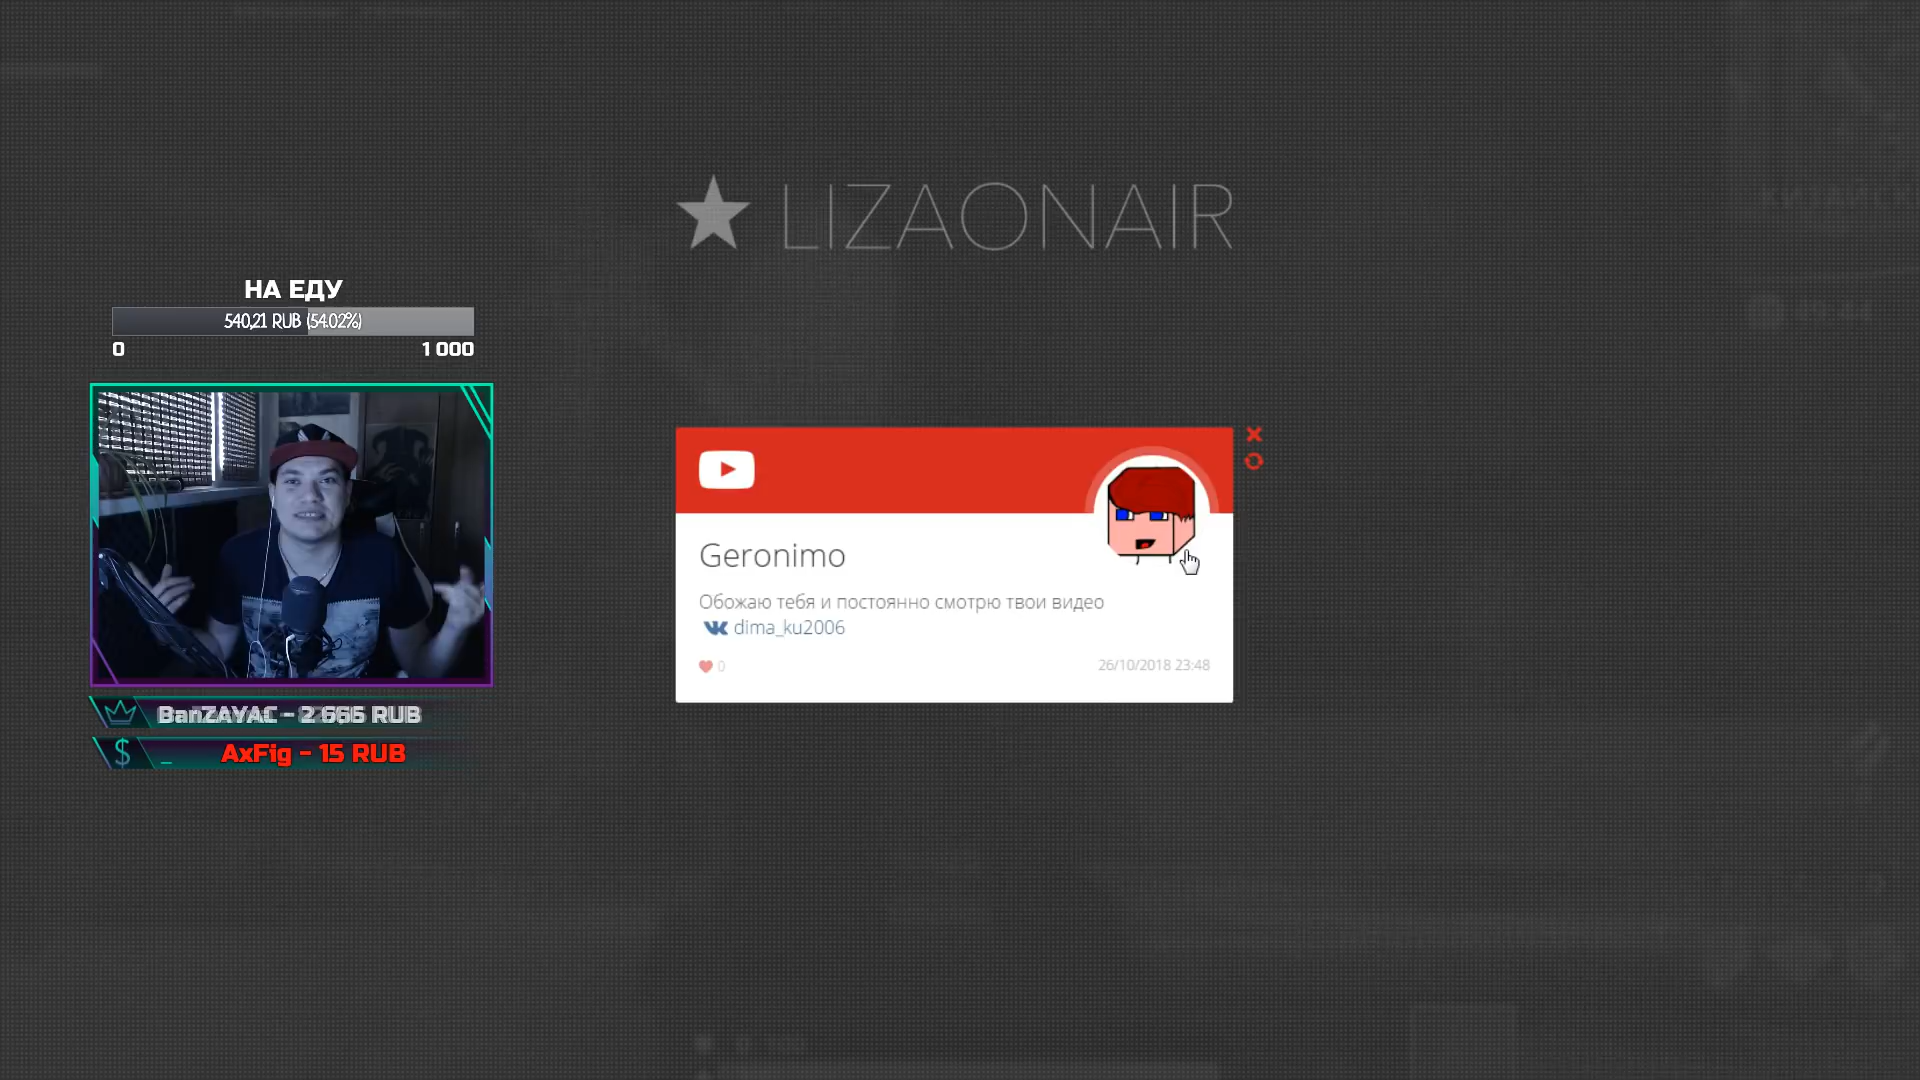 LIZAONAIR
НА ЕДУ
540,21 RUB (54.02%)
0
1 000
Geronimo
Обожаю тебя и постоянно смотрю твои видео
dima_ku2006
0
26/10/2018 23:48
BanZAYAC - 2 666 RUB
AxFig - 15 RUB